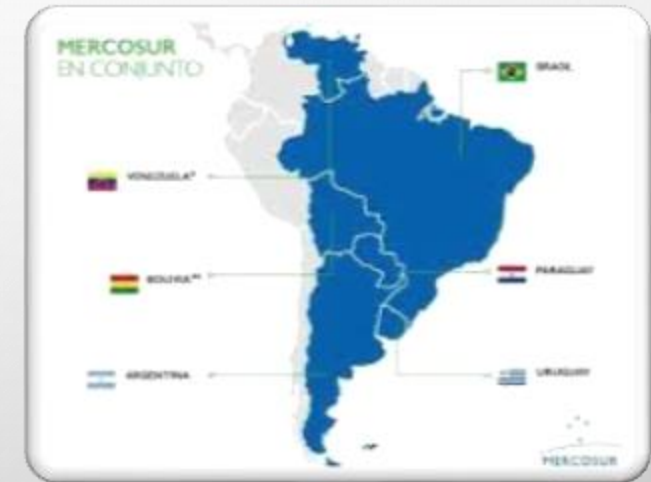 MERCOSUR
EN CONJUNTO
BRASIL
VENEZUELA*
BOLIVIA**
PARAGUAY
ARGENTINA
URUGUAY
MERCOSUR